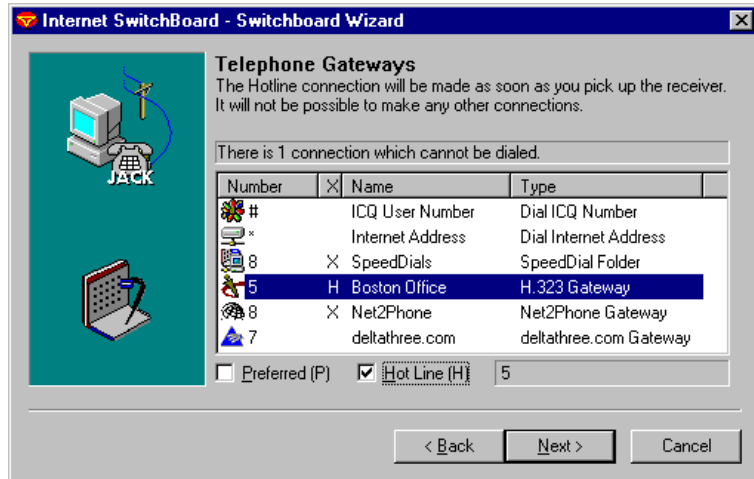 Internet SwitchBoard - Switchboard Wizard
Telephone Gateways
The Hotline connection will be made as soon as you pick up the receiver.
It will not be possible to make any other connections.
There is 1 connection which cannot be dialed.
Number X Name Type
# ICQ User Number Dial ICQ Number
* Internet Address Dial Internet Address
8 X SpeedDials SpeedDial Folder
5 H Boston Office H.323 Gateway
8 X Net2Phone Net2Phone Gateway
7 deltathree.com deltathree.com Gateway
Preferred (P) Hot Line (H) 5
JACK
< Back Next > Cancel